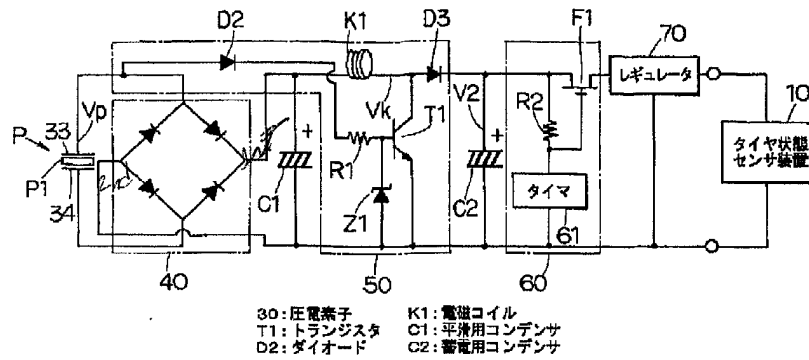 D2
K1
D3
F1
70
レギュレータ
Vp
Vk
V2
R2
T1
10
タイヤ状態
センサ装置
P
33
P1
34
R1
C1
Z1
C2
タイマ
61
40
50
60
30:圧電素子
K1:電磁コイル
T1:トランジスタ
C1:平滑用コンデンサ
D2:ダイオード
C2:蓄電用コンデンサ